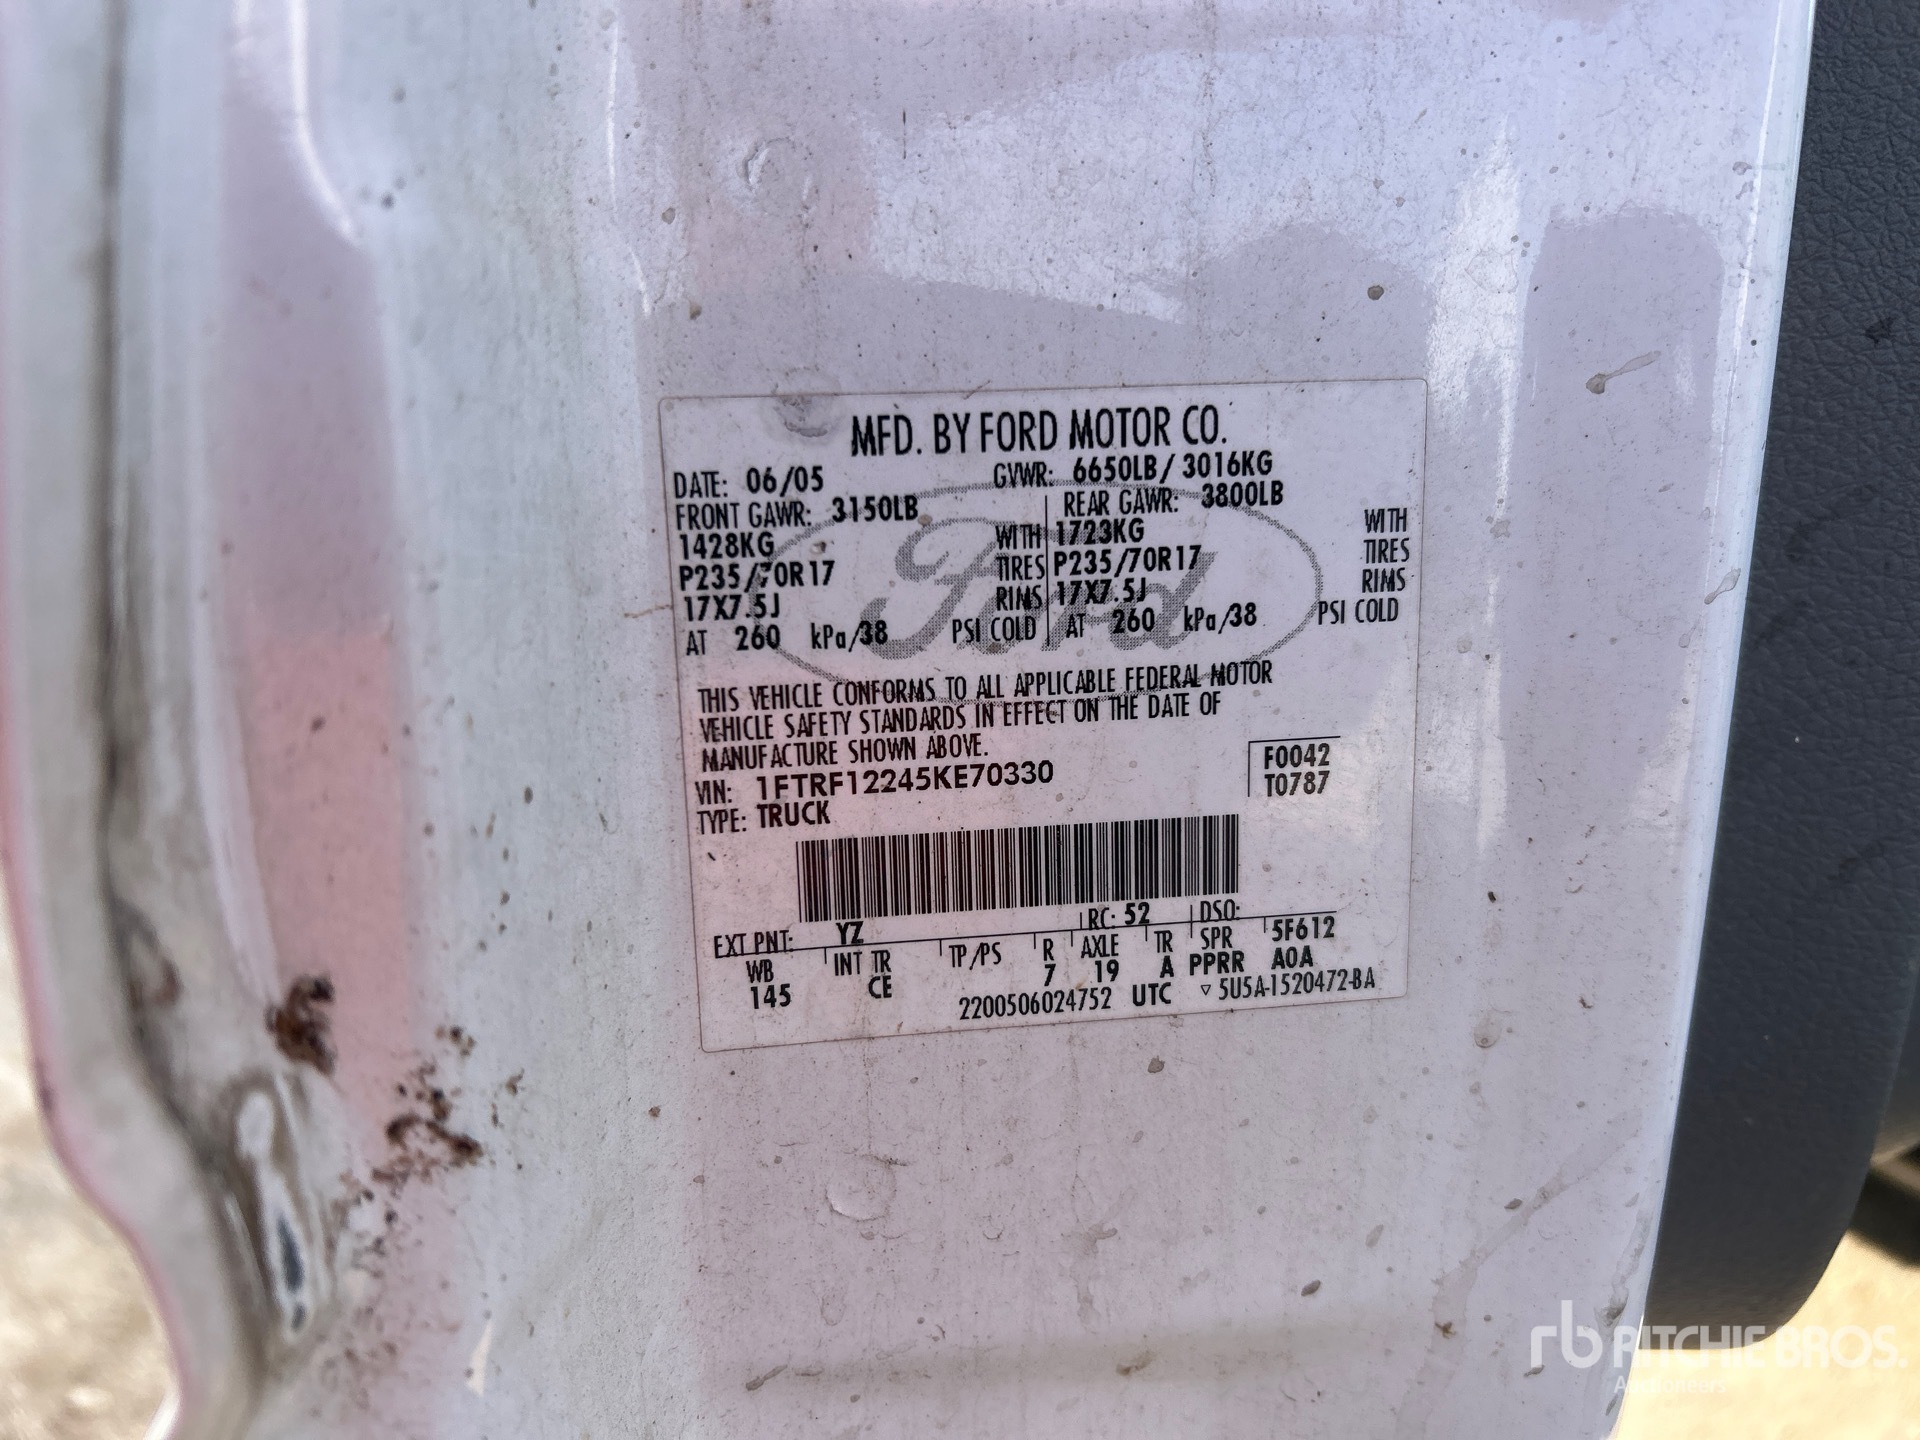 MFD. BY FORD MOTOR CO.
DATE: 06/05 GVWR: 6650LB / 3016KG
FRONT GAWR: 3150LB REAR GAWR: 3800LB
1428KG WITH 1723KG WITH
P235/70R17 TIRES P235/70R17 TIRES
17X7.5J RIMS 17X7.5J RIMS
AT 260 kPa/38 PSI COLD AT 260 kPa/38 PSI COLD
Ford
THIS VEHICLE CONFORMS TO ALL APPLICABLE FEDERAL MOTOR
VEHICLE SAFETY STANDARDS IN EFFECT ON THE DATE OF
MANUFACTURE SHOWN ABOVE.
VIN: 1FTRF12245KE70330 F0042
TYPE: TRUCK T0787
EXT PNT: YZ RC: 52 DSO:
WB INT TR TP/PS R AXLE TR SPR 5F612
145 CE 7 19 A PPRR A0A
2200506024752 UTC ▽ 5U5A-1520472-BA
rb RITCHIE BROS.
Auctioneers